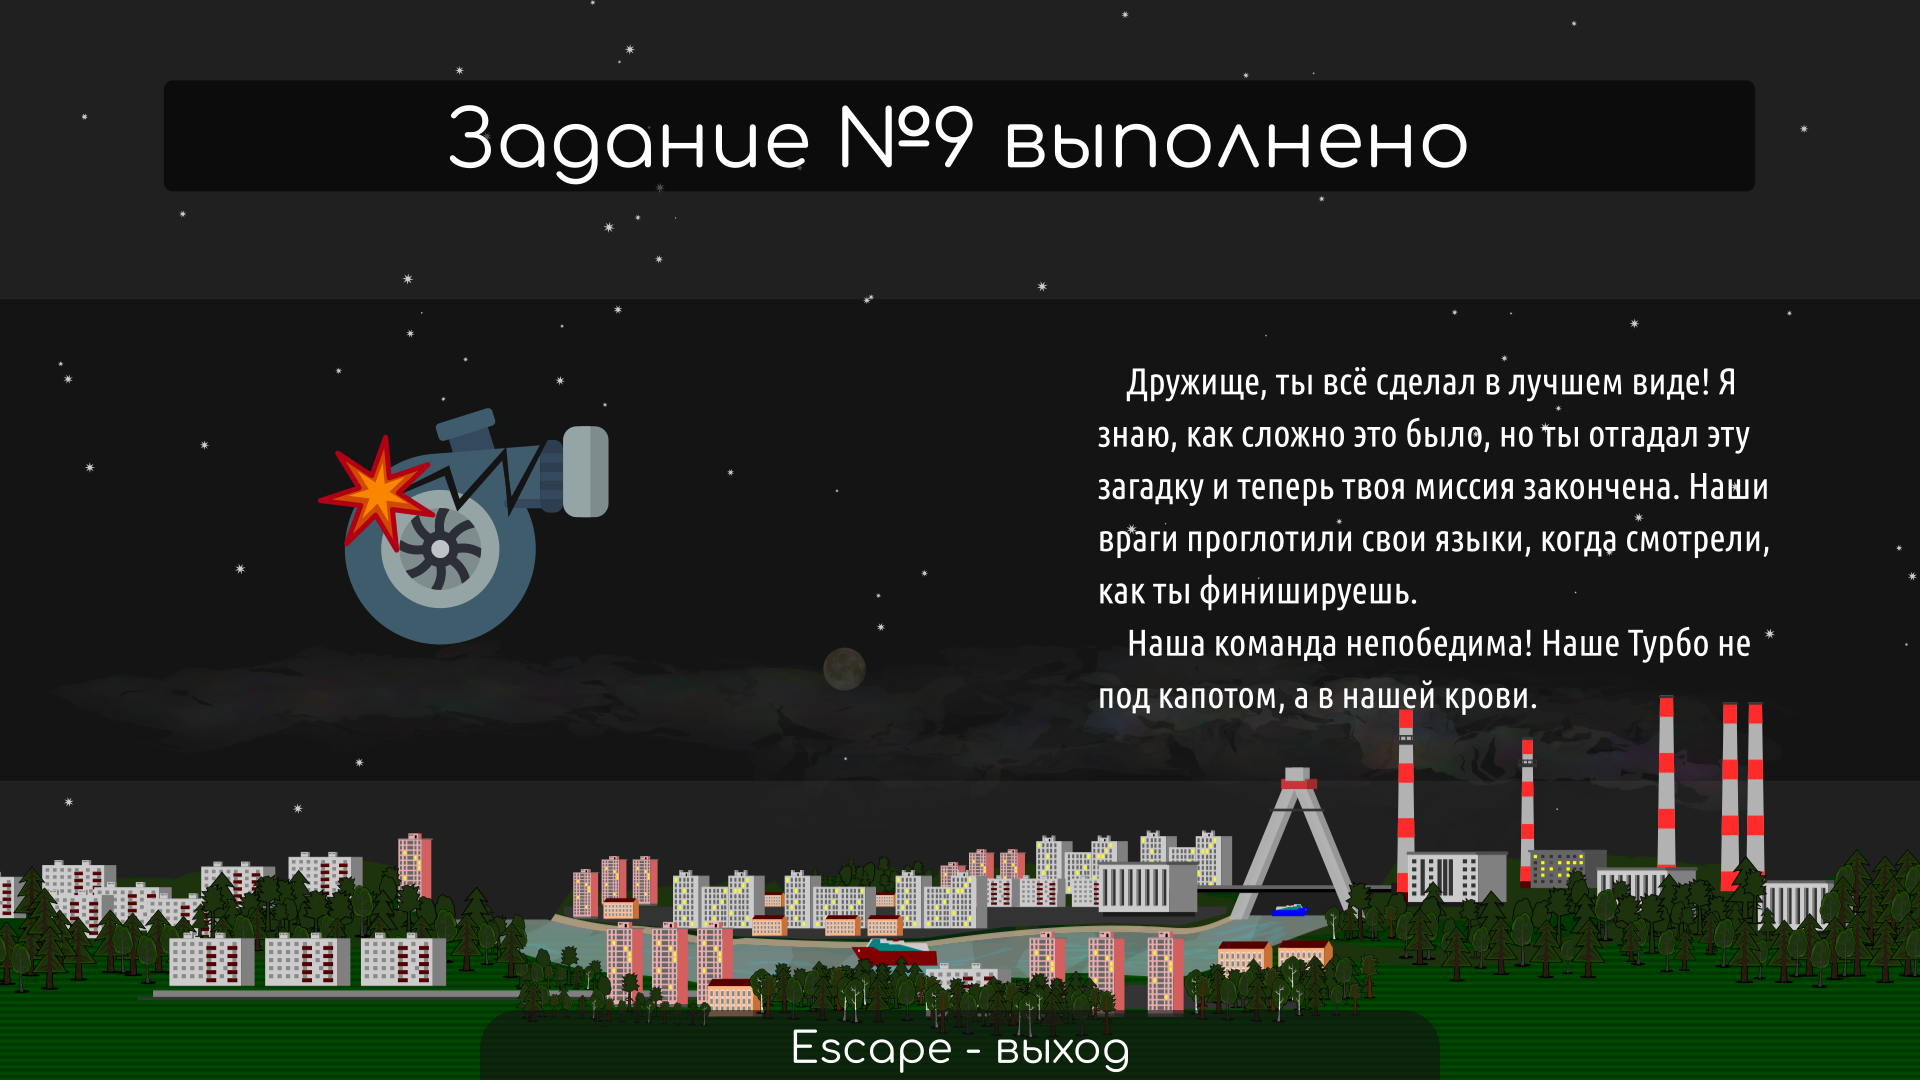 Задание №9 выполнено
Дружище, ты всё сделал в лучшем виде! Я
знаю, как сложно это было, но ты отгадал эту
загадку и теперь твоя миссия закончена. Наши
враги проглотили свои языки, когда смотрели,
как ты финишируешь.
Наша команда непобедима! Наше Турбо не
под капотом, а в нашей крови.
Escape - выход